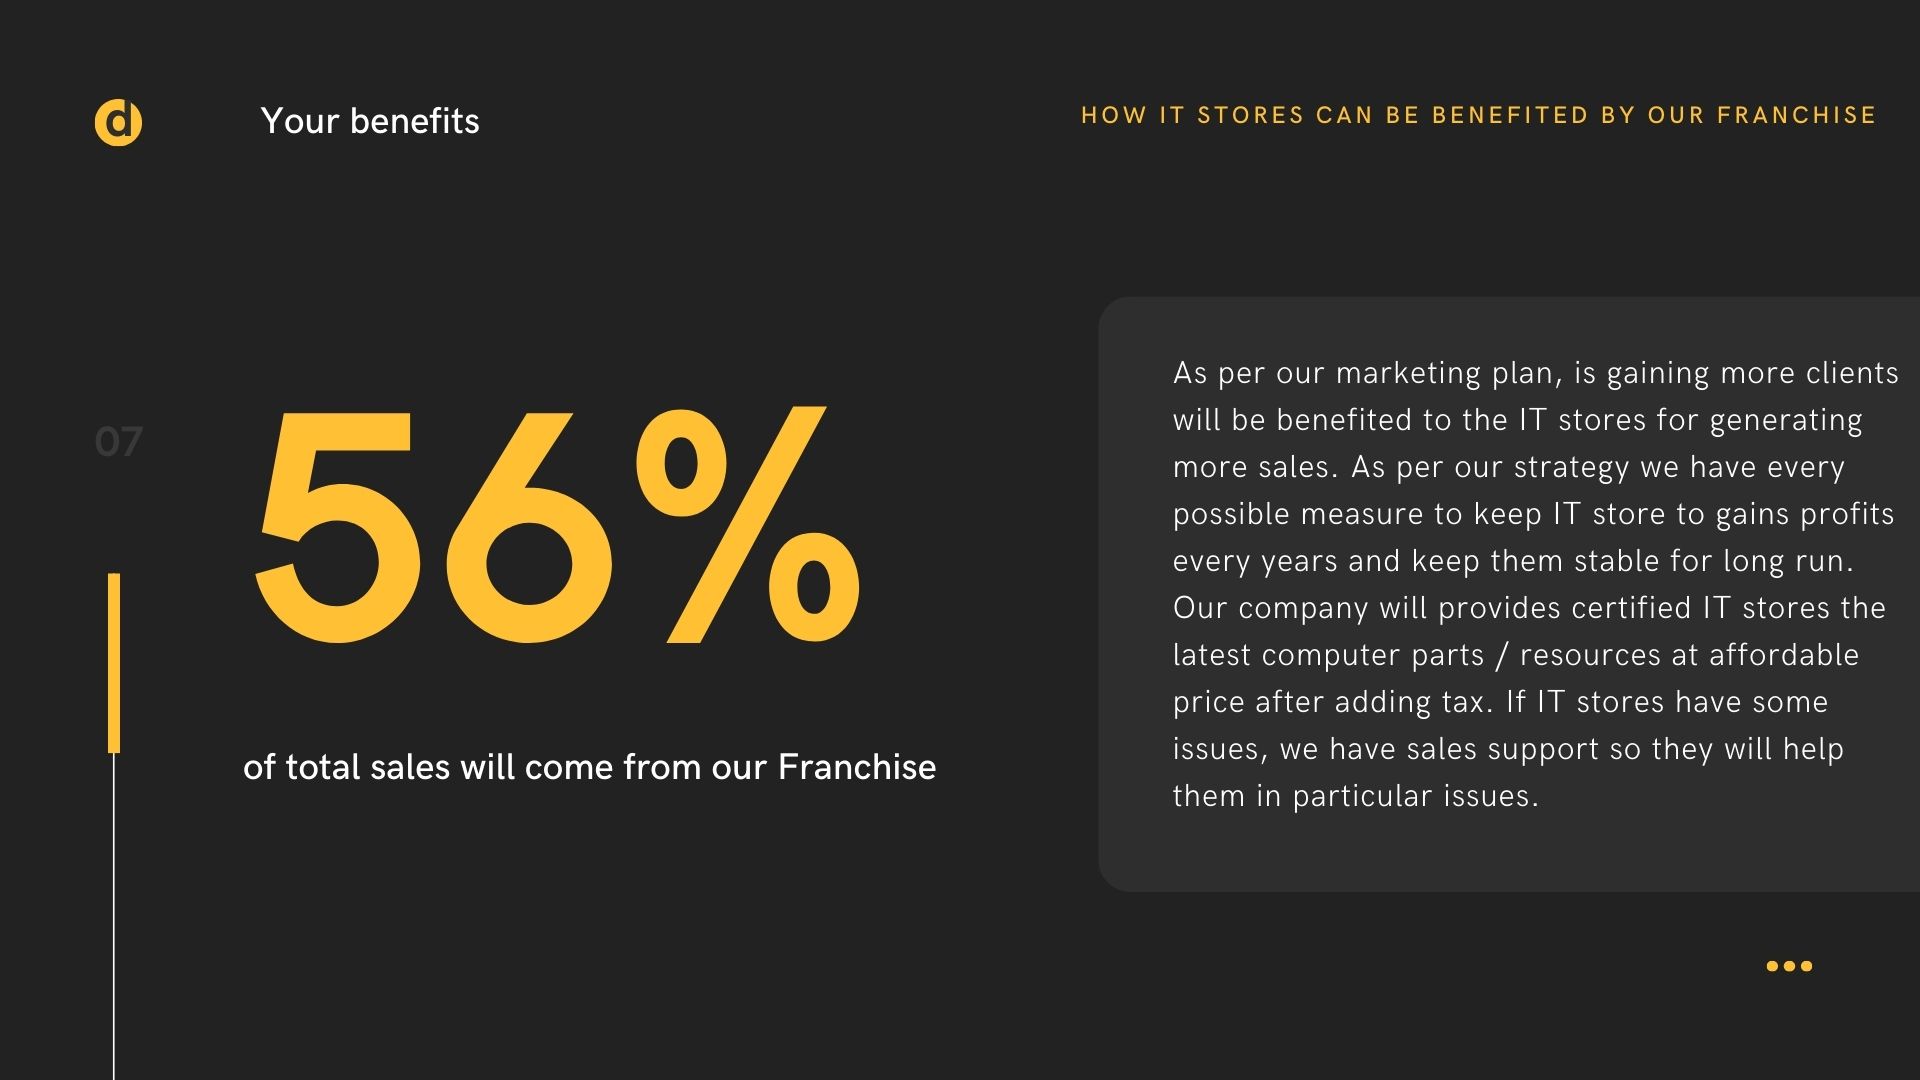 d
Your benefits
HOW IT STORES CAN BE BENEFITED BY OUR FRANCHISE
07
56%
of total sales will come from our Franchise
As per our marketing plan, is gaining more clients
will be benefited to the IT stores for generating
more sales. As per our strategy we have every
possible measure to keep IT store to gains profits
every years and keep them stable for long run.
Our company will provides certified IT stores the
latest computer parts / resources at affordable
price after adding tax. If IT stores have some
issues, we have sales support so they will help
them in particular issues.